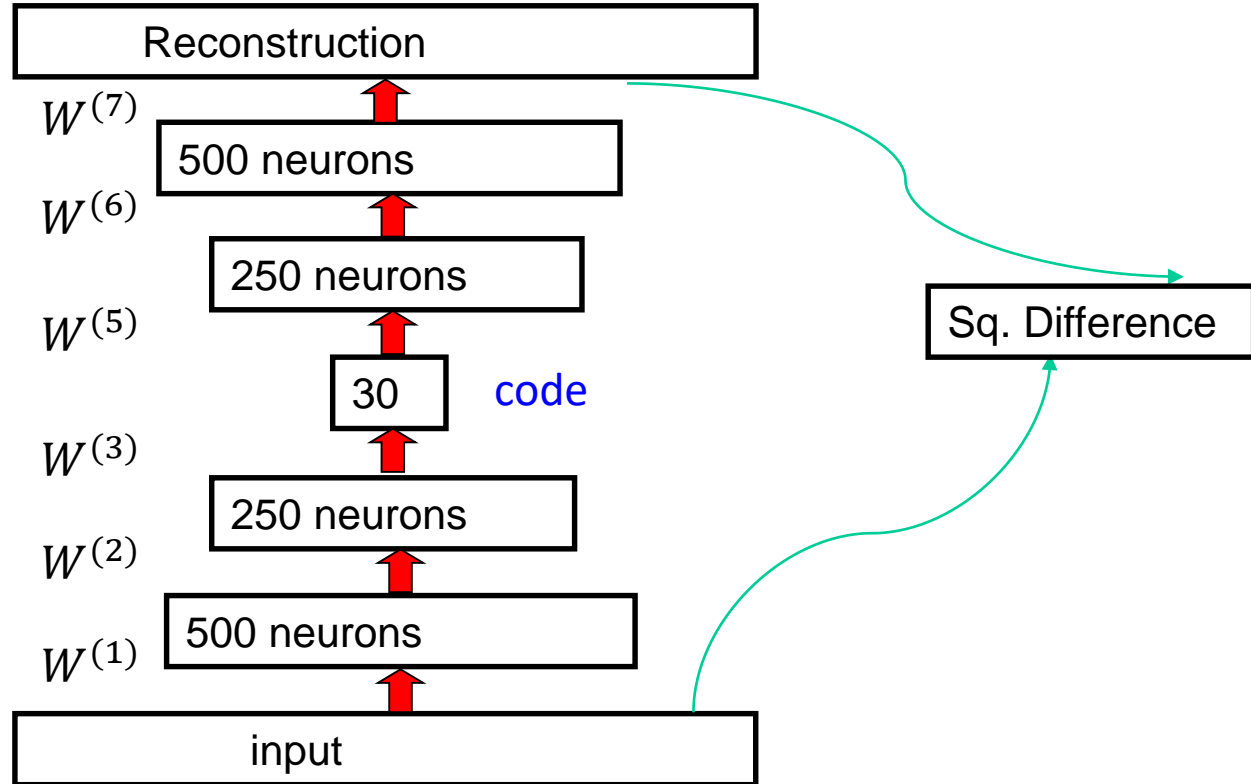 Reconstruction
W^(7)
500 neurons
W^(6)
250 neurons
W^(5)
Sq. Difference
30
code
W^(3)
250 neurons
W^(2)
500 neurons
W^(1)
input